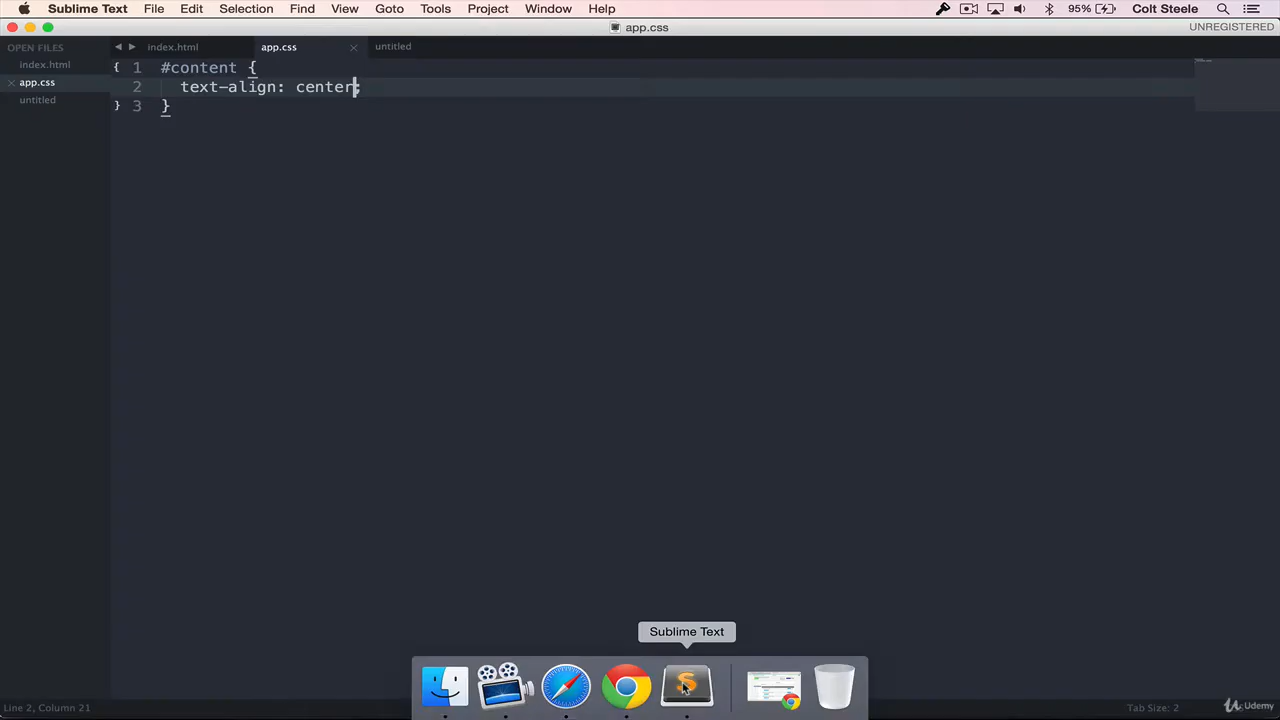 Sublime Text File Edit Selection Find View Goto Tools Project Window Help 95% Colt Steele
app.css UNREGISTERED
OPEN FILES
index.html
app.css
untitled
index.html app.css untitled
1 #content {
2 text-align: center;
3 }
Sublime Text
Line 2, Column 21 Tab Size: 2
Udemy